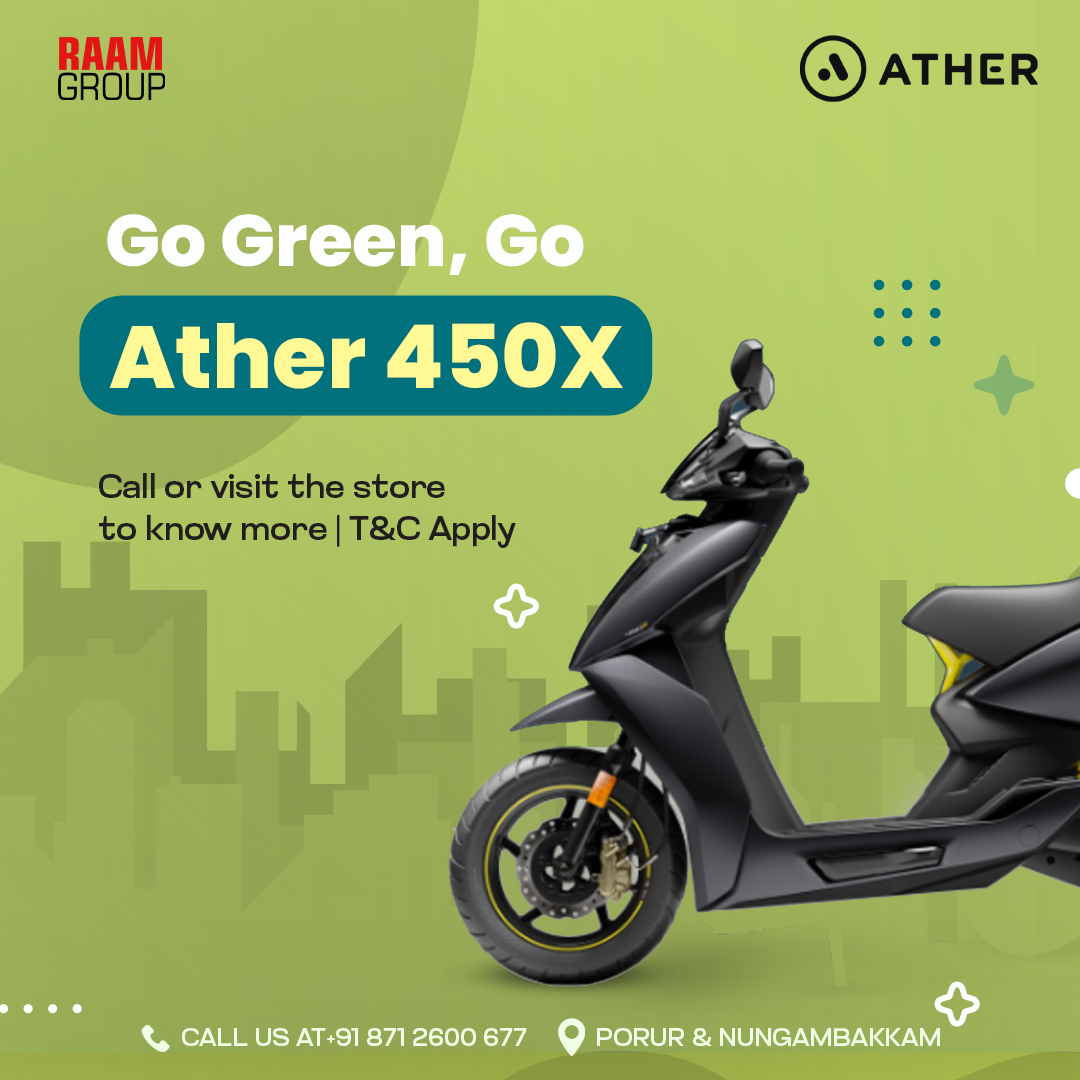 RAAM
GROUP
ATHER
Go Green, Go
Ather 450X
Call or visit the store
to know more | T&C Apply
CALL US AT+91 871 2600 677
PORUR & NUNGAMBAKKAM